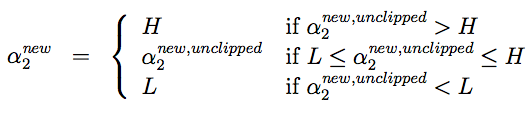 H if α₂^{new,unclipped} > H
α₂^{new} = { α₂^{new,unclipped} if L ≤ α₂^{new,unclipped} ≤ H
L if α₂^{new,unclipped} < L